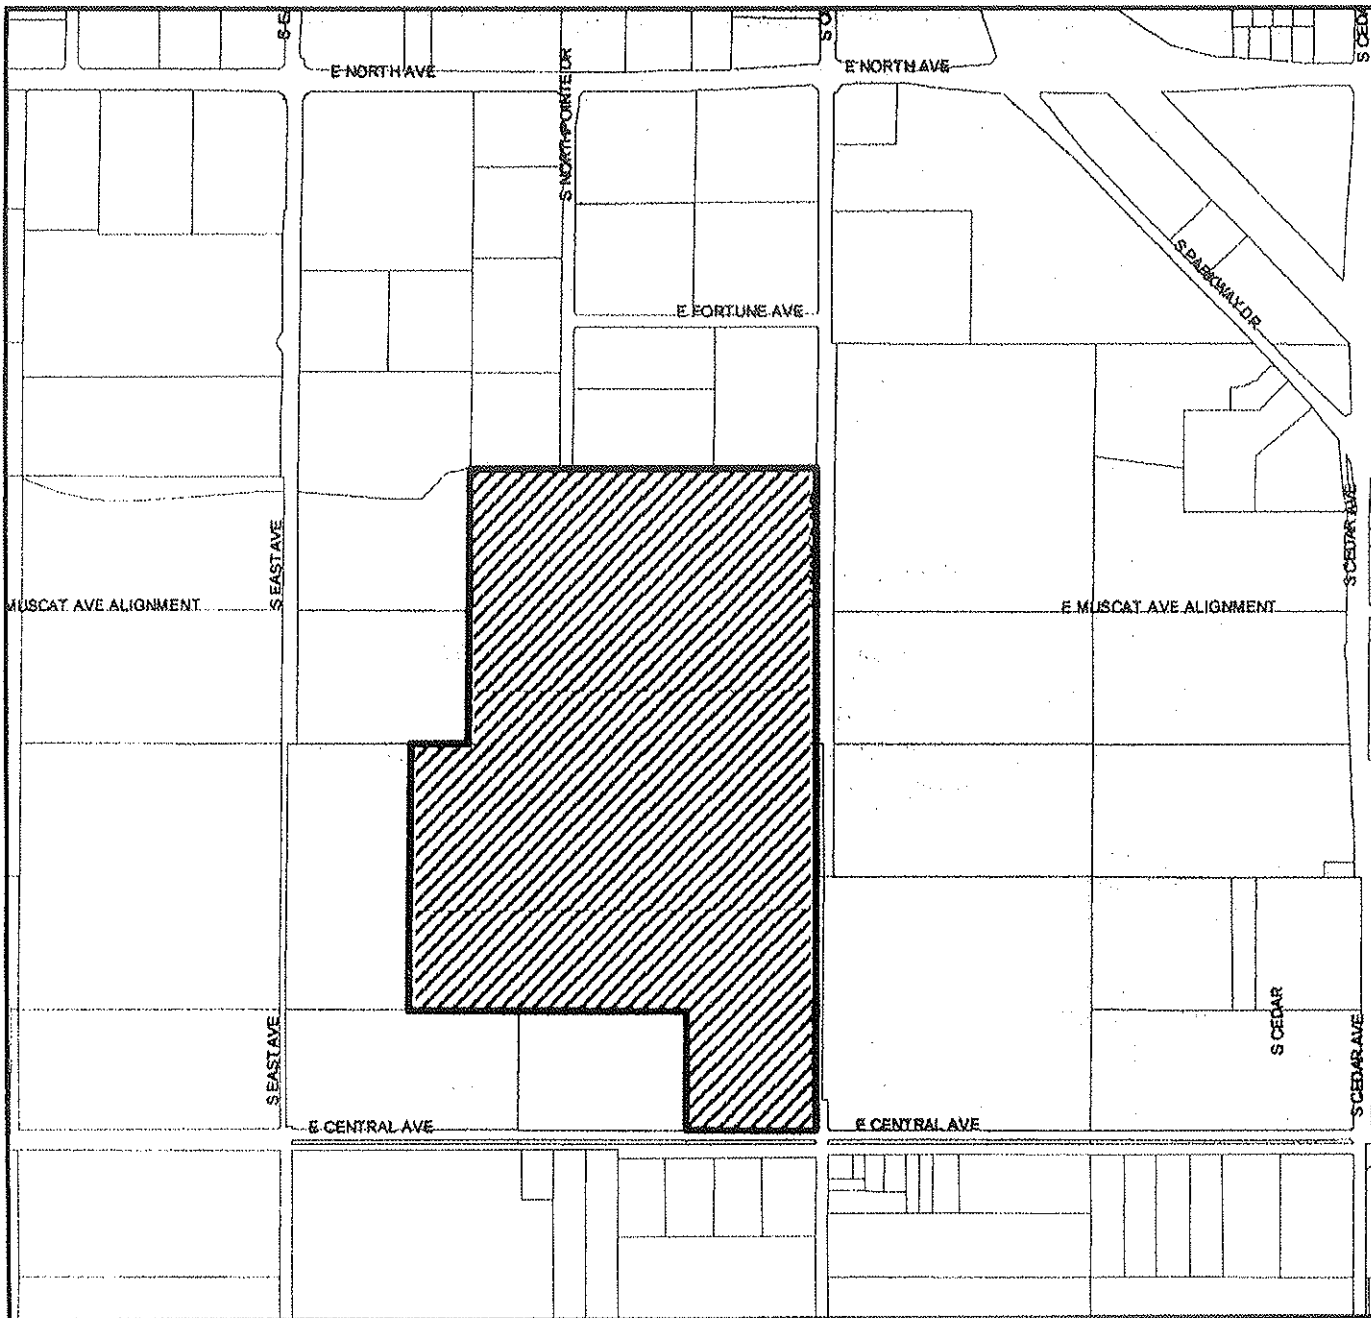 E NORTH AVE
E NORTH AVE
S NORTHPOINTE DR
S PARKWAY DR
E FORTUNE AVE
S EAST AVE
S CEDAR AVE
MUSCAT AVE ALIGNMENT
E MUSCAT AVE ALIGNMENT
S EAST AVE
S CEDAR
S CEDAR AVE
E CENTRAL AVE
E CENTRAL AVE